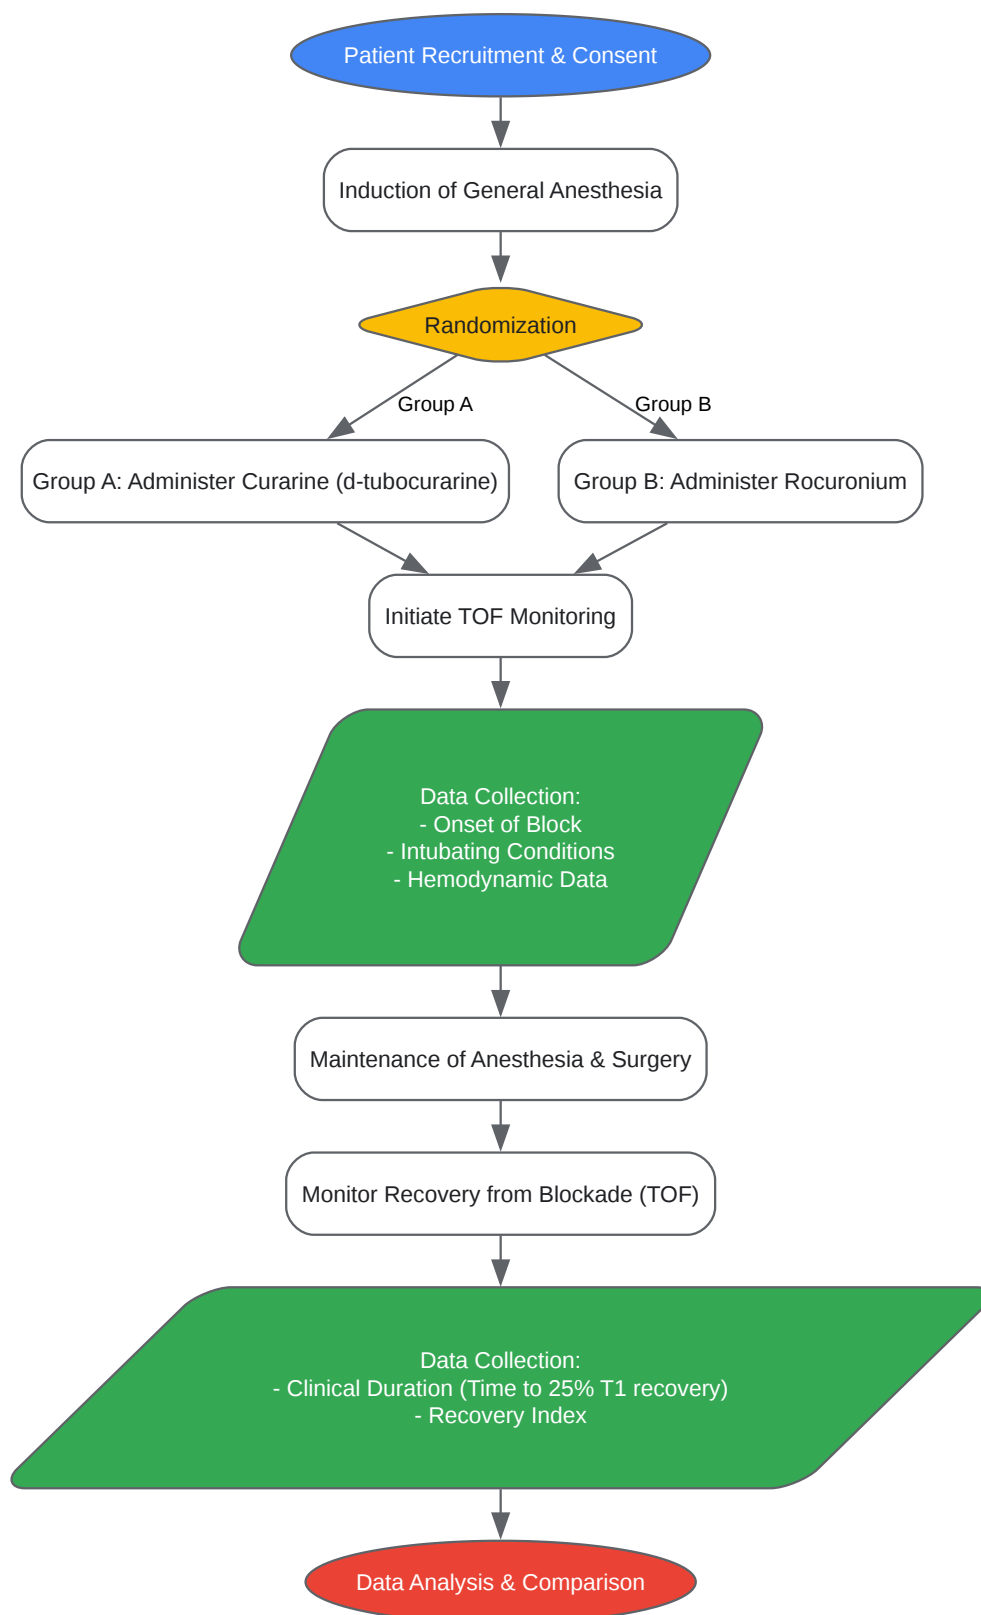 Patient Recruitment & Consent
Induction of General Anesthesia
Randomization
Group A
Group B
Group A: Administer Curarine (d-tubocurarine)
Group B: Administer Rocuronium
Initiate TOF Monitoring
Data Collection:
- Onset of Block
- Intubating Conditions
- Hemodynamic Data
Maintenance of Anesthesia & Surgery
Monitor Recovery from Blockade (TOF)
Data Collection:
- Clinical Duration (Time to 25% T1 recovery)
- Recovery Index
Data Analysis & Comparison